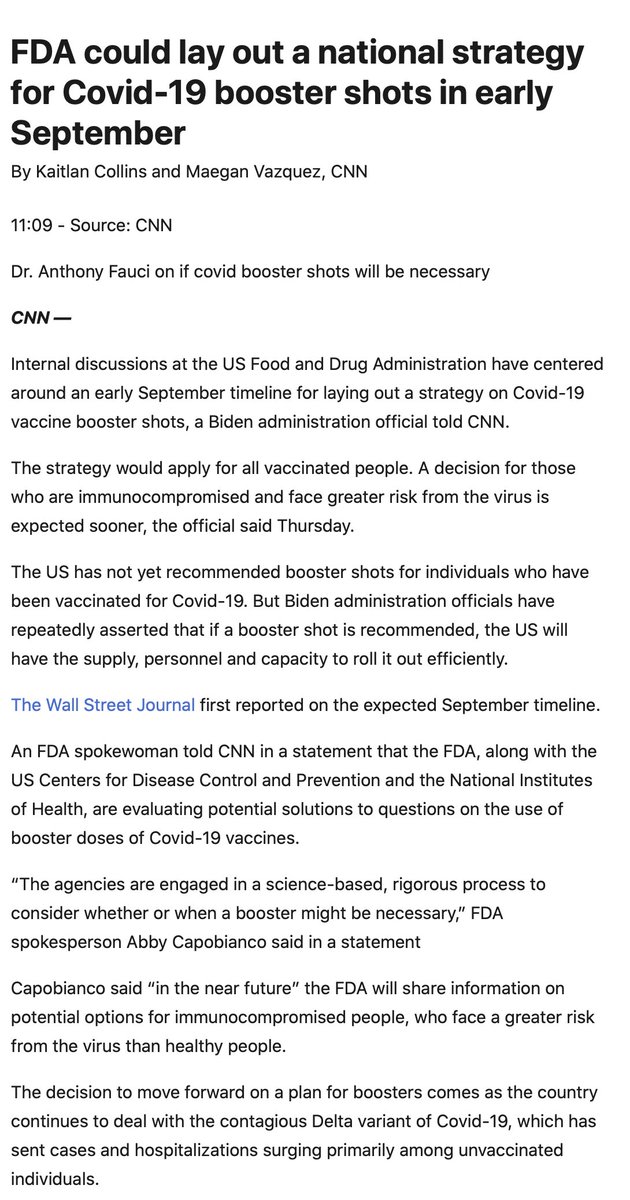 FDA could lay out a national strategy
for Covid-19 booster shots in early
September
By Kaitlan Collins and Maegan Vazquez, CNN
11:09 - Source: CNN
Dr. Anthony Fauci on if covid booster shots will be necessary
CNN —
Internal discussions at the US Food and Drug Administration have centered
around an early September timeline for laying out a strategy on Covid-19
vaccine booster shots, a Biden administration official told CNN.
The strategy would apply for all vaccinated people. A decision for those
who are immunocompromised and face greater risk from the virus is
expected sooner, the official said Thursday.
The US has not yet recommended booster shots for individuals who have
been vaccinated for Covid-19. But Biden administration officials have
repeatedly asserted that if a booster shot is recommended, the US will
have the supply, personnel and capacity to roll it out efficiently.
The Wall Street Journal first reported on the expected September timeline.
An FDA spokewoman told CNN in a statement that the FDA, along with the
US Centers for Disease Control and Prevention and the National Institutes
of Health, are evaluating potential solutions to questions on the use of
booster doses of Covid-19 vaccines.
“The agencies are engaged in a science-based, rigorous process to
consider whether or when a booster might be necessary,” FDA
spokesperson Abby Capobianco said in a statement
Capobianco said “in the near future” the FDA will share information on
potential options for immunocompromised people, who face a greater risk
from the virus than healthy people.
The decision to move forward on a plan for boosters comes as the country
continues to deal with the contagious Delta variant of Covid-19, which has
sent cases and hospitalizations surging primarily among unvaccinated
individuals.